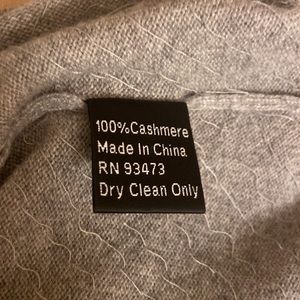 100%Cashmere
Made In China
RN 93473
Dry Clean Only